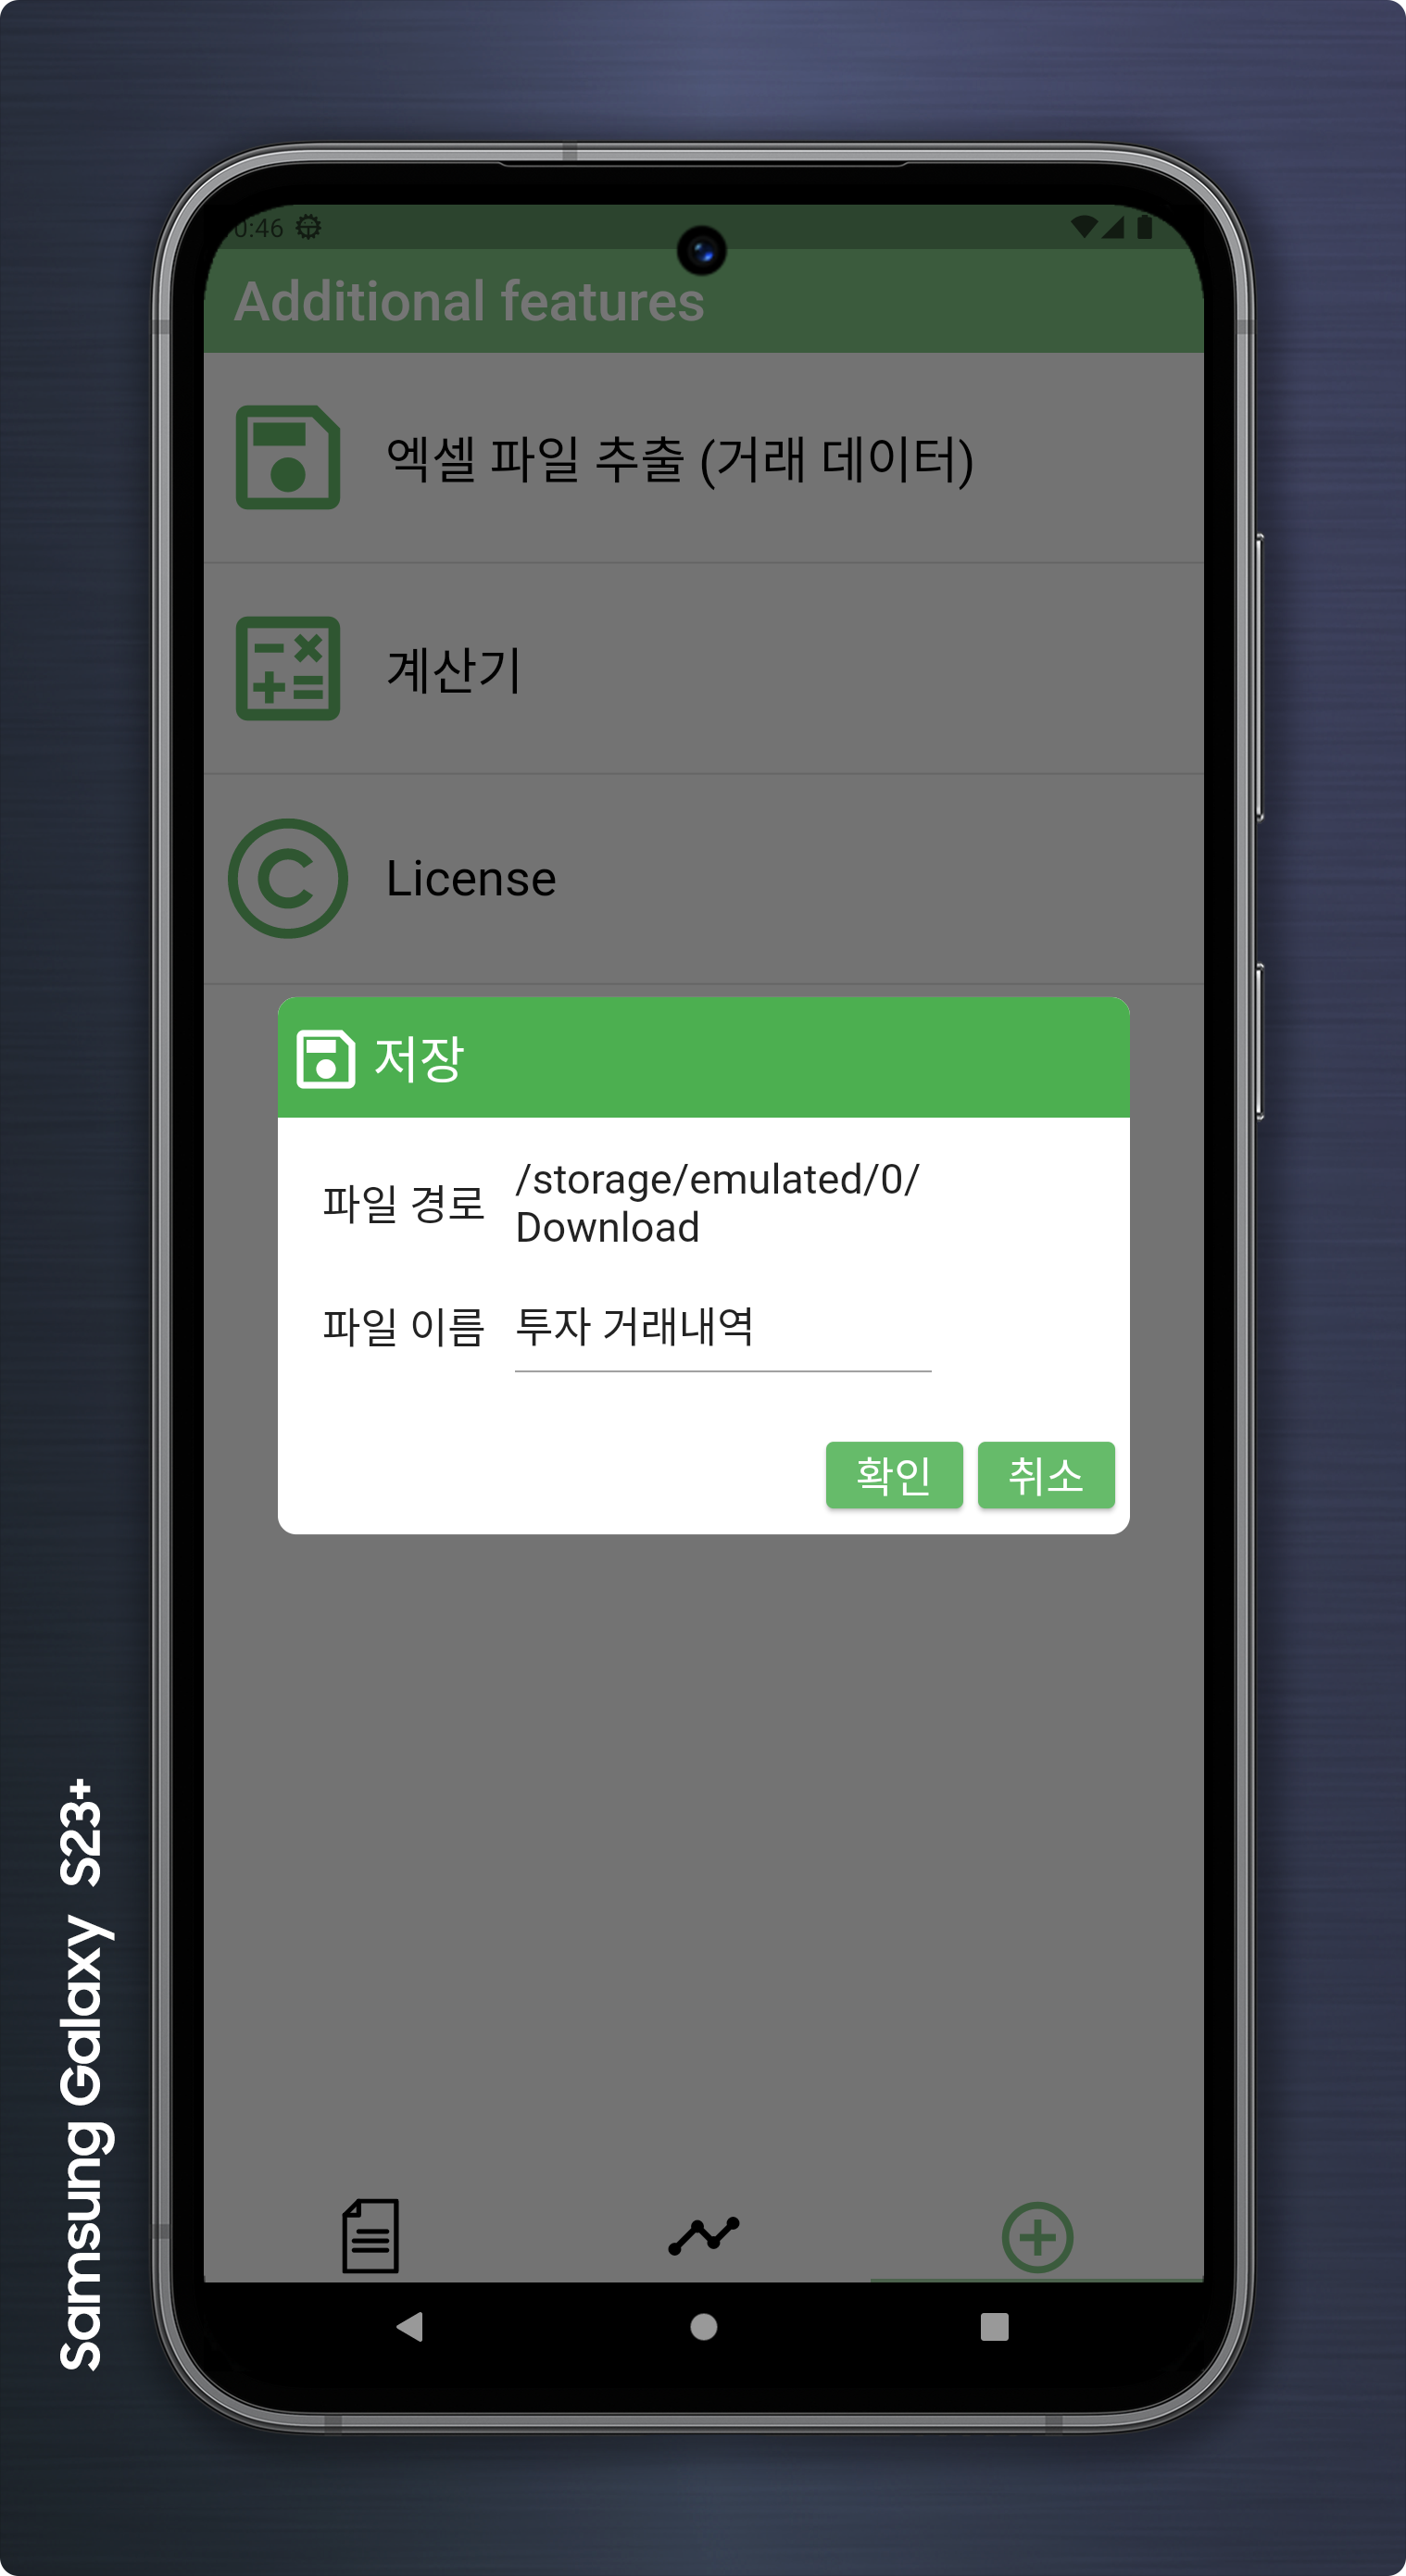 0:46
Additional features
엑셀 파일 추출 (거래 데이터)
계산기
License
저장
파일 경로 /storage/emulated/0/
Download
파일 이름 투자 거래내역
확인 취소
Samsung Galaxy S23+